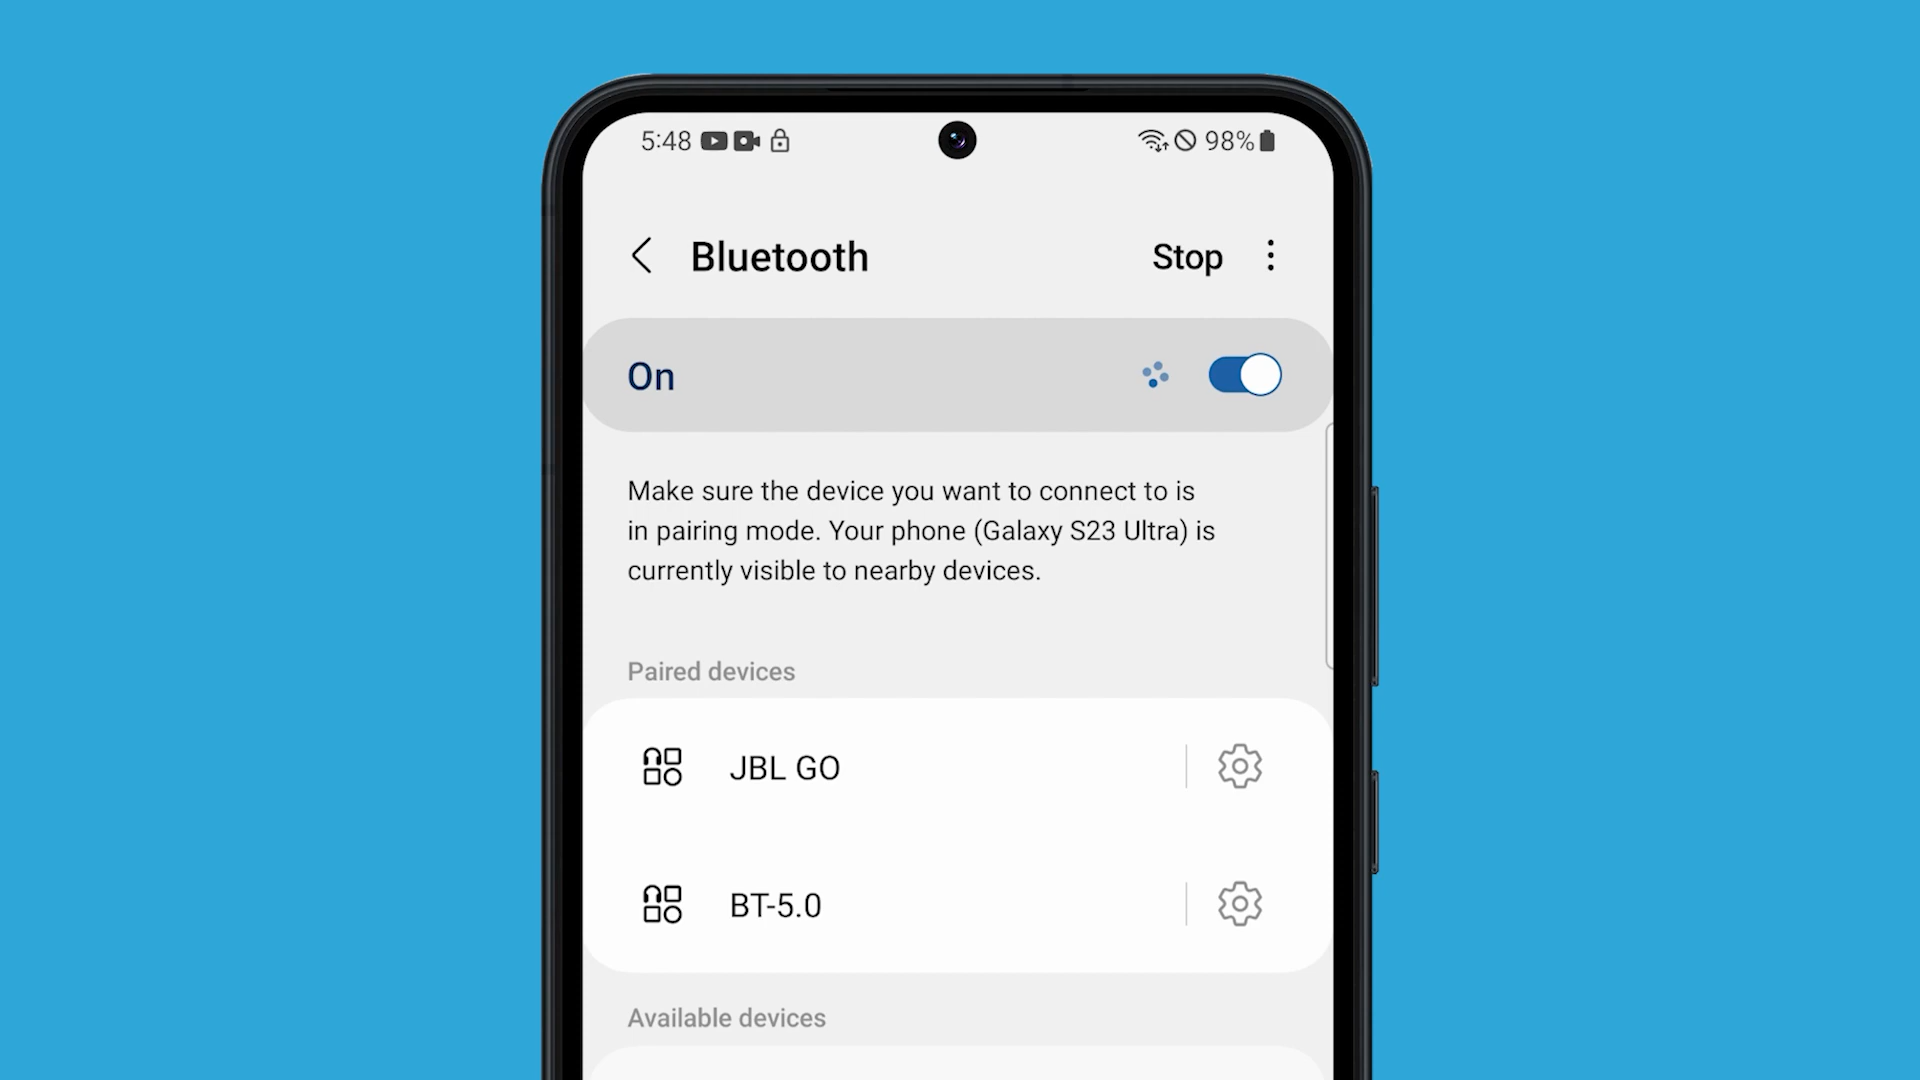 5:48 98%
Bluetooth Stop
On
Make sure the device you want to connect to is
in pairing mode. Your phone (Galaxy S23 Ultra) is
currently visible to nearby devices.
Paired devices
JBL GO
BT-5.0
Available devices